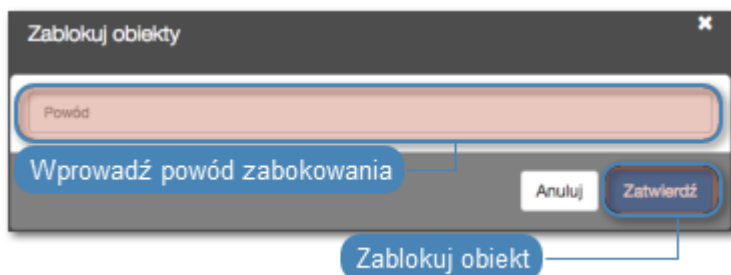 Zablokuj obiekty
Powód
Wprowadź powód zabokowania
Anuluj
Zatwierdź
Zablokuj obiekt